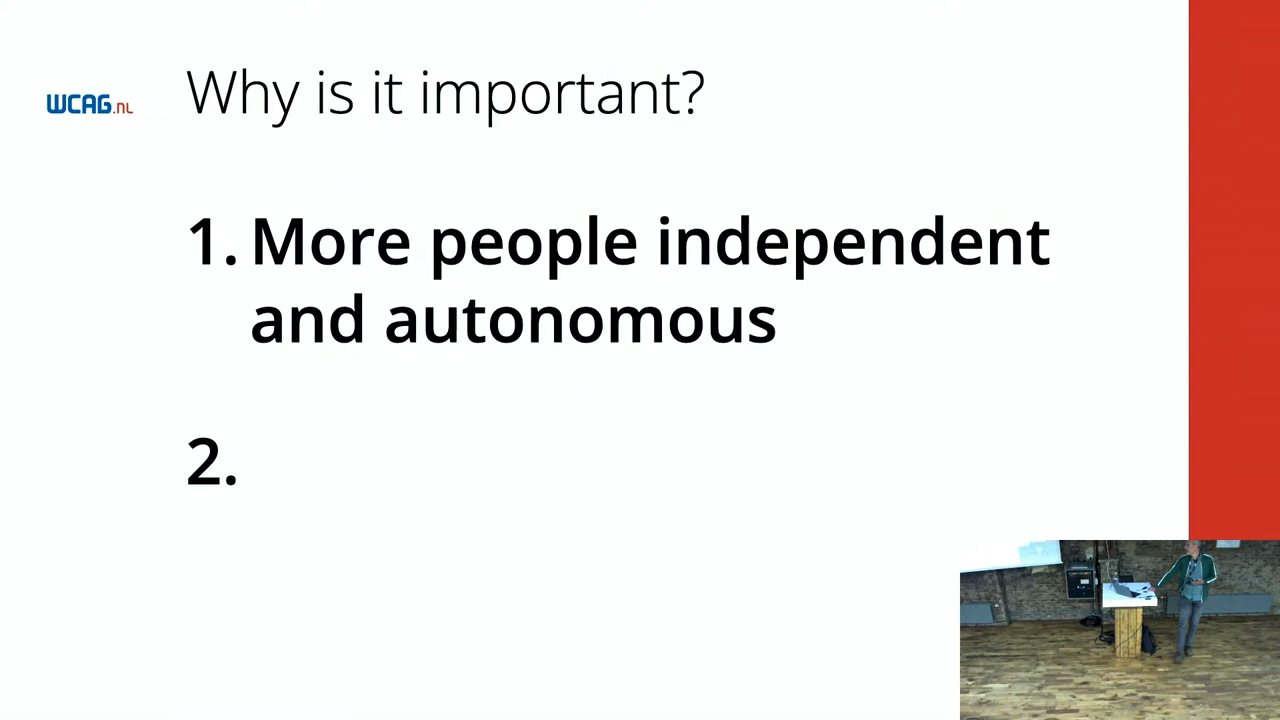 WCAG.NL
Why is it important?
1. More people independent
and autonomous
2.